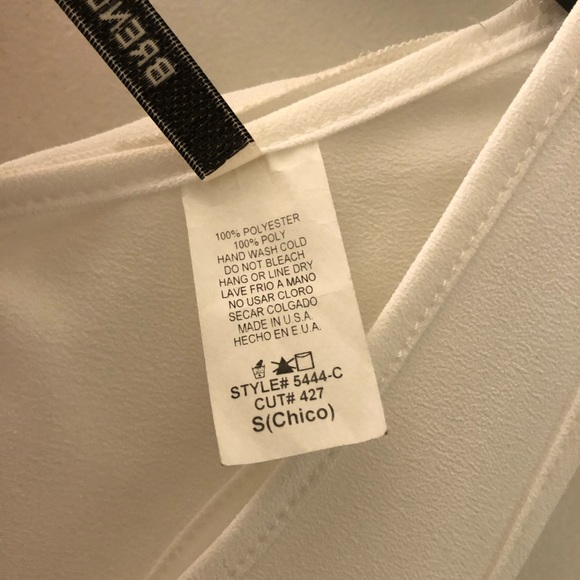 100% POLYESTER
100% POLY
HAND WASH COLD
DO NOT BLEACH
HANG OR LINE DRY
LAVE FRIO A MANO
NO USAR CLORO
SECAR COLGADO
MADE IN U.S.A.
HECHO EN E.U.A.
STYLE# 5444-C
CUT# 427
S(Chico)